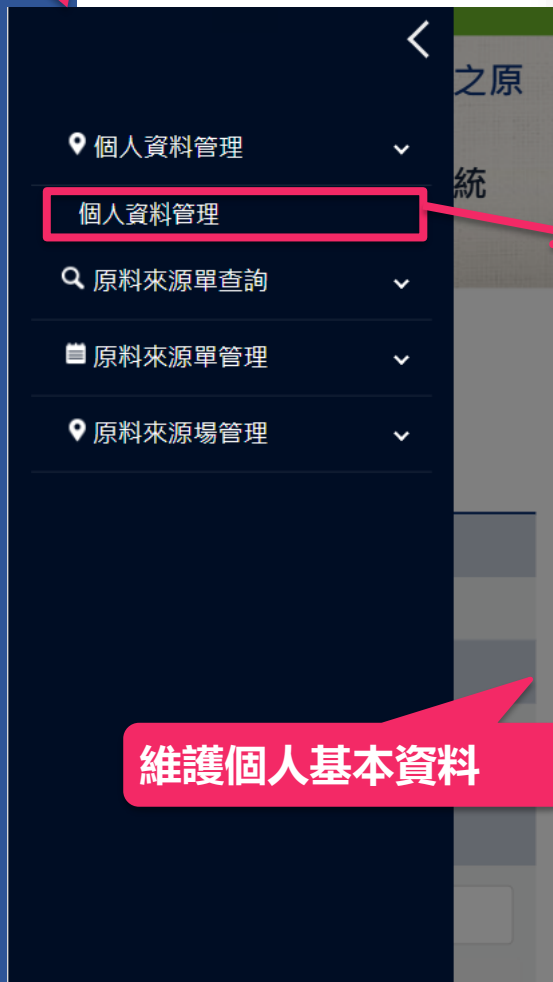 之原
統
個人資料管理
個人資料管理
原料來源單查詢
原料來源單管理
原料來源場管理
維護個人基本資料